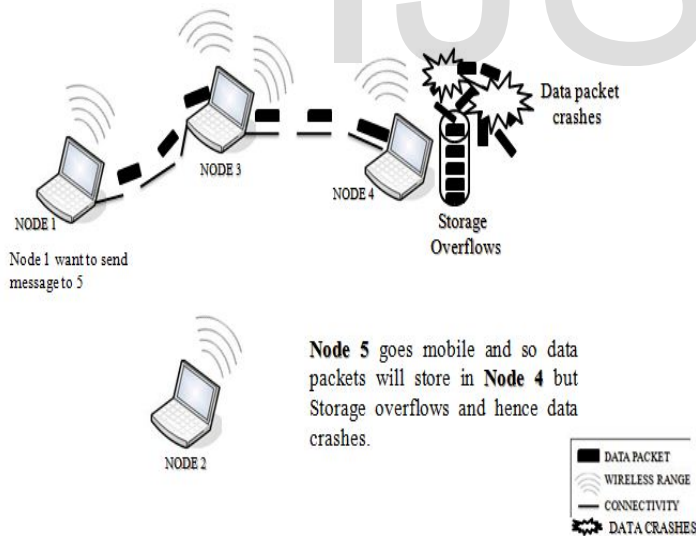 IJSE
Data packet
crashes
NODE 3
NODE 4
NODE 1
Storage
Overflows
Node 1 want to send
message to 5
Node 5 goes mobile and so data
packets will store in Node 4 but
Storage overflows and hence data
crashes.
NODE 2
DATA PACKET
WIRELESS RANGE
CONNECTIVITY
DATA CRASHES